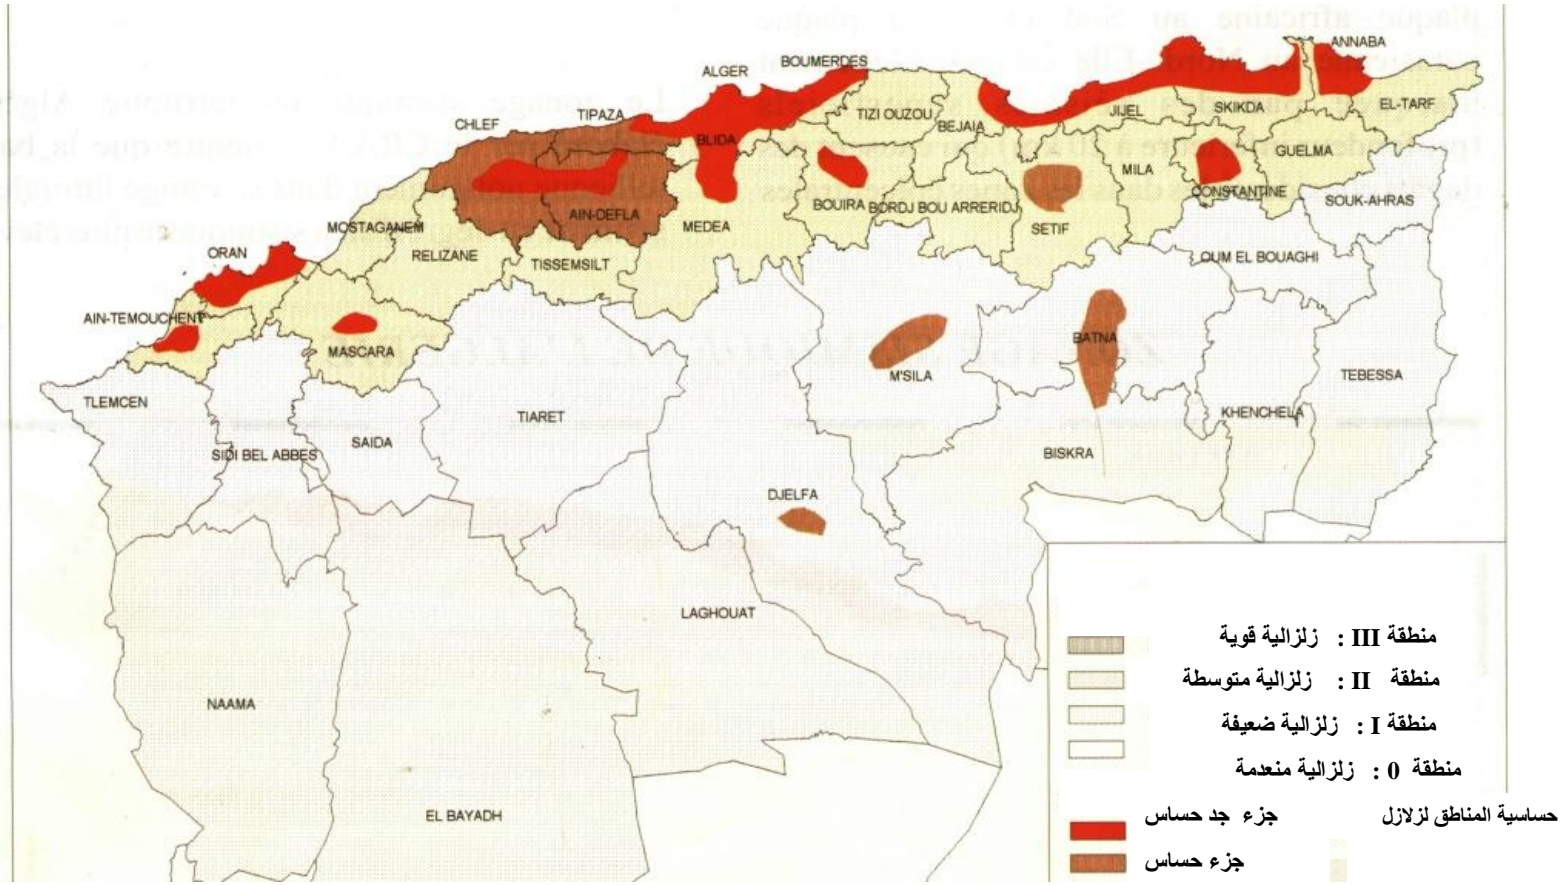 ANNABA
BOUMERDES
ALGER
EL-TARF
JIJEL
SKIKDA
TIPAZA
TIZI OUZOU
CHLEF
BEJAIA
BLIDA
GUELMA
MILA
CONSTANTINE
SOUK-AHRAS
BOUIRA
BORDJ BOU ARRERIDJ
AIN-DEFLA
MEDEA
SETIF
MOSTAGANEM
ORAN
RELIZANE
TISSEMSILT
OUM EL BOUAGHI
AIN-TEMOUCHENT
MASCARA
BATNA
M'SILA
TEBESSA
TLEMCEN
TIARET
KHENCHELA
SAIDA
SIDI BEL ABBES
BISKRA
DJELFA
LAGHOUAT
NAAMA
EL BAYADH
منطقة III : زلزالية قوية
منطقة II : زلزالية متوسطة
منطقة I : زلزالية ضعيفة
منطقة 0 : زلزالية منعدمة
حساسية المناطق لزلازل
جزء جد حساس
جزء حساس